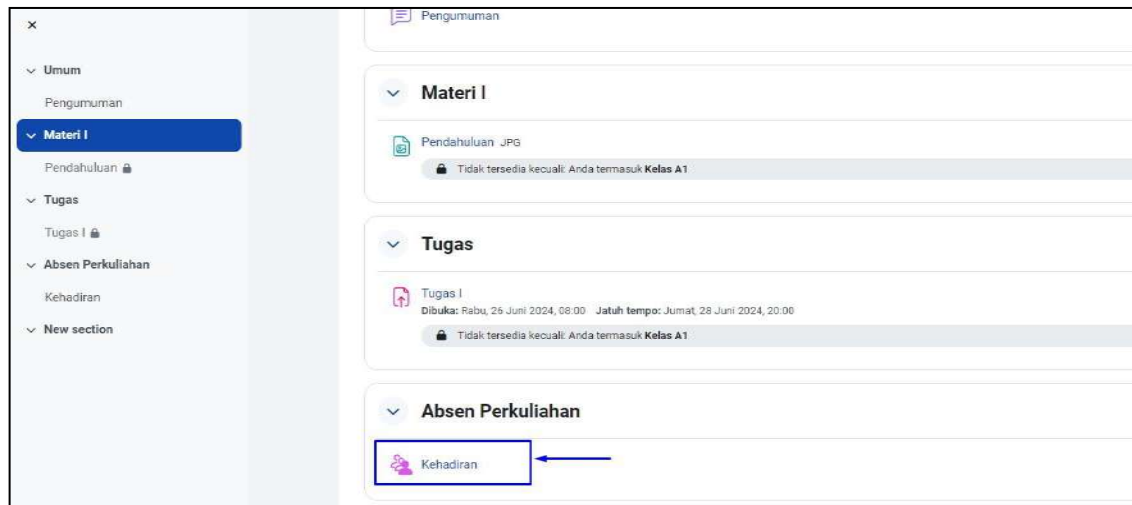 ×
Umum
Pengumuman
Materi I
Pendahuluan
Tugas
Tugas I
Absen Perkuliahan
Kehadiran
New section
Pengumuman
Materi I
Pendahuluan JPG
Tidak tersedia kecuali: Anda termasuk Kelas A1
Tugas
Tugas I
Dibuka: Rabu, 26 Juni 2024, 08:00 Jatuh tempo: Jumat, 28 Juni 2024, 20:00
Tidak tersedia kecuali: Anda termasuk Kelas A1
Absen Perkuliahan
Kehadiran